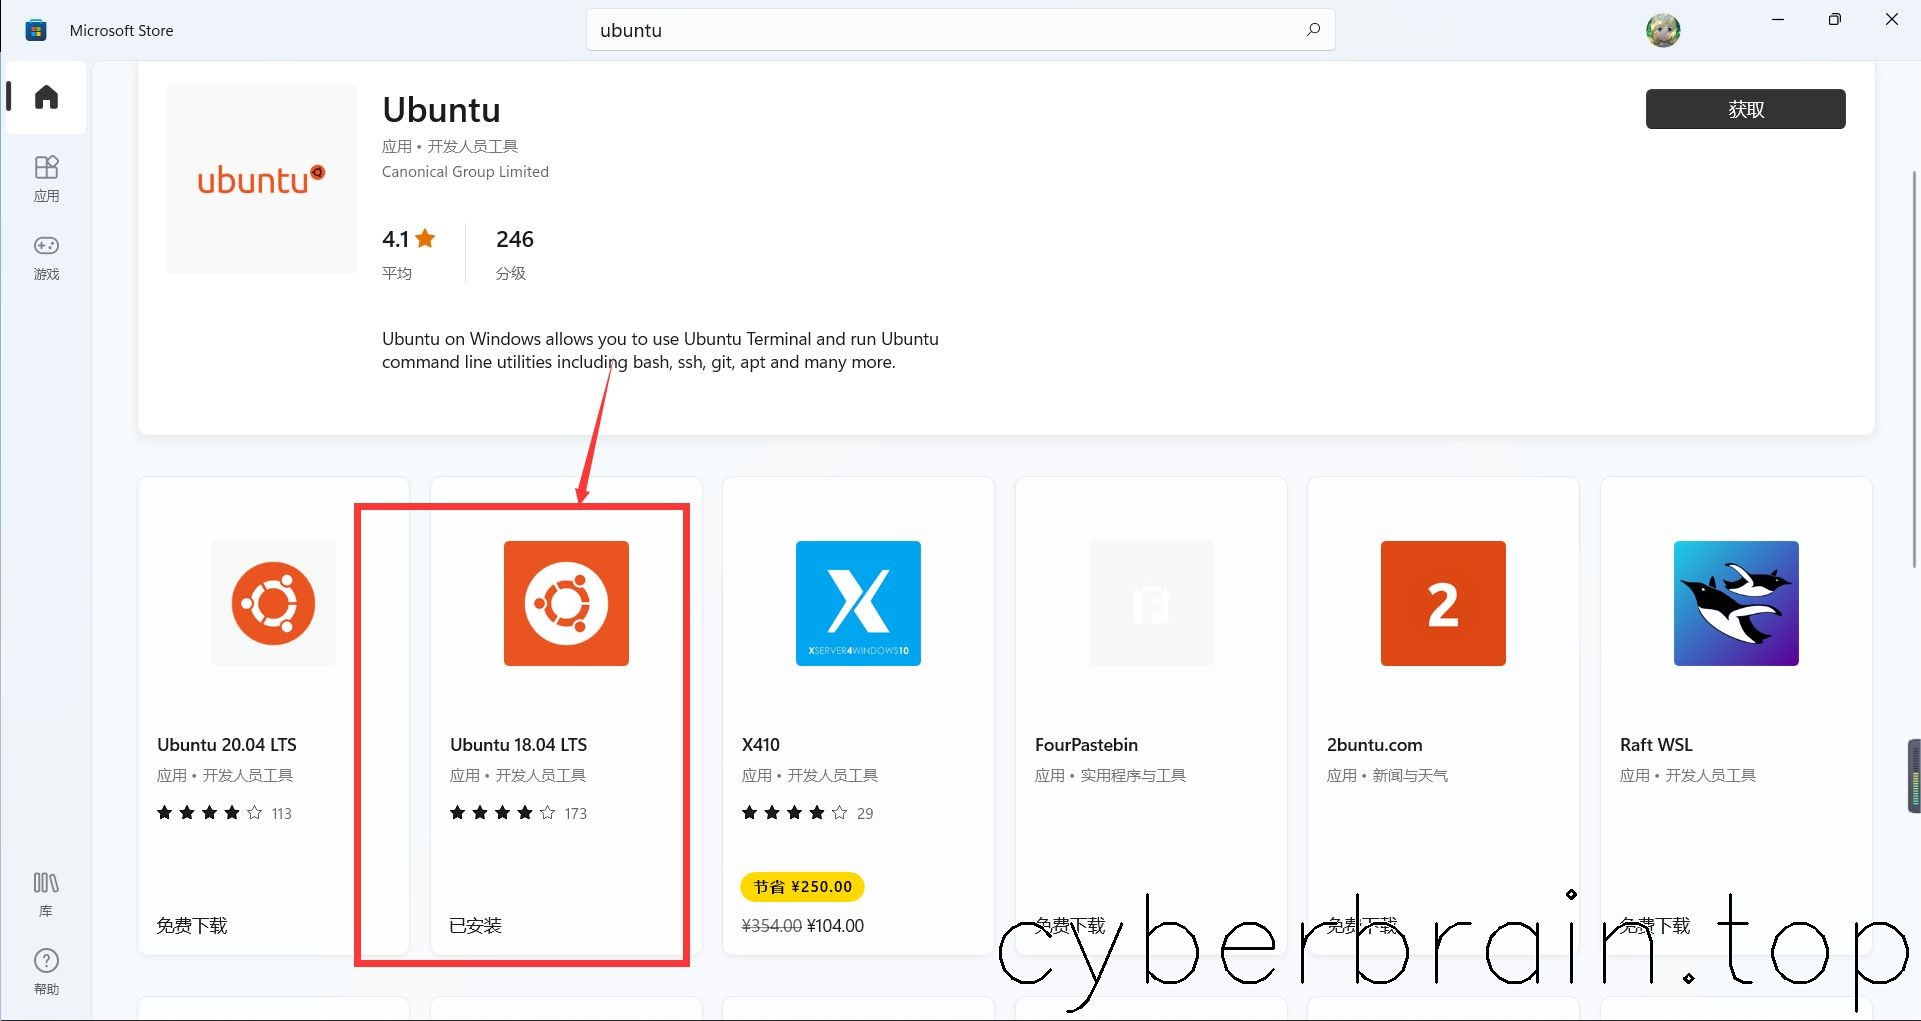 Microsoft Store
ubuntu
应用
游戏
库
帮助
ubuntu
Ubuntu
应用 • 开发人员工具
Canonical Group Limited
4.1
平均
246
分级
获取
Ubuntu on Windows allows you to use Ubuntu Terminal and run Ubuntu
command line utilities including bash, ssh, git, apt and many more.
Ubuntu 20.04 LTS
应用 • 开发人员工具
113
免费下载
Ubuntu 18.04 LTS
应用 • 开发人员工具
173
已安装
X
XSERVER4WINDOWS10
X410
应用 • 开发人员工具
29
节省 ¥250.00
¥354.00 ¥104.00
FourPastebin
应用 • 实用程序与工具
免费下载
2
2buntu.com
应用 • 新闻与天气
免费下载
Raft WSL
应用 • 开发人员工具
免费下载
cyberbrain.top